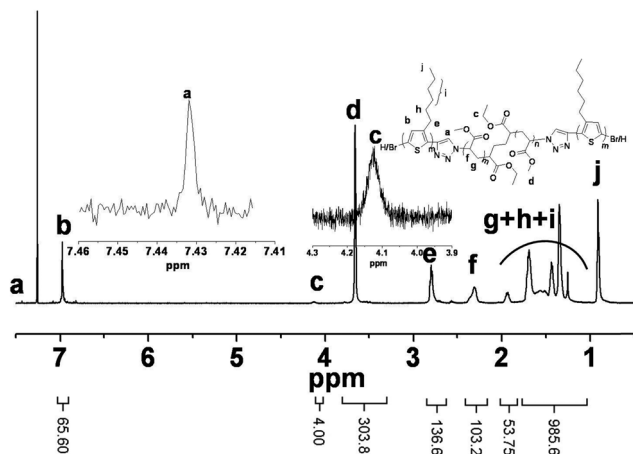 a
7.46 7.45 7.44 7.43 7.42 7.41
ppm
d
c
4.3 4.2 4.1 4.0 3.9
ppm
j
i
h
b
e
a
c
H/Br
S
m
N=N
N
O
O
f
g
m
O
O
n
O
O
d
O
O
N
N=N
S
m
Br/H
a
b
c
e
f
g+h+i
j
7 6 5 4 3 2 1
ppm
65.60
4.00
303.8
136.6
103.2
53.75
985.6